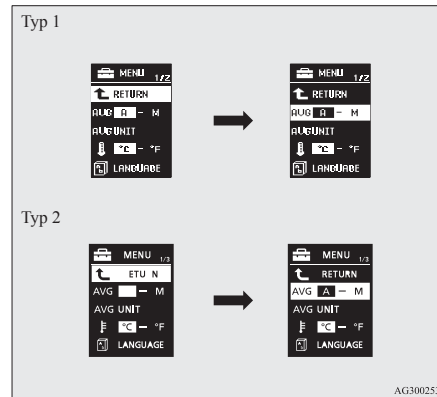 Typ 1
MENU 1/2
RETURN
AVG A - M
AVG UNIT
°C - °F
LANGUAGE
MENU 1/2
RETURN
AVG A - M
AVG UNIT
°C - °F
LANGUAGE
Typ 2
MENU 1/3
ETU N
AVG - M
AVG UNIT
°C - °F
LANGUAGE
MENU 1/3
RETURN
AVG A - M
AVG UNIT
°C - °F
LANGUAGE